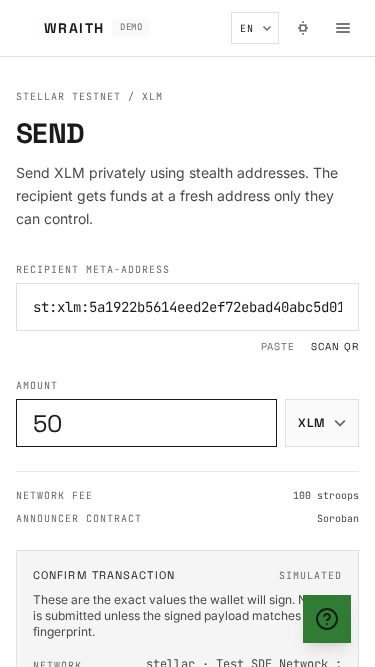 WRAITH DEMO EN
STELLAR TESTNET / XLM
SEND
Send XLM privately using stealth addresses. The
recipient gets funds at a fresh address only they
can control.
RECIPIENT META-ADDRESS
st:xlm:5a1922b5614eed2ef72ebad40abc5d01
PASTE SCAN QR
AMOUNT
50 XLM
NETWORK FEE 100 stroops
ANNOUNCER CONTRACT Soroban
CONFIRM TRANSACTION SIMULATED
These are the exact values the wallet will sign.
is submitted unless the signed payload matches
fingerprint.
NETWORK stellar · Test SDF Network ;